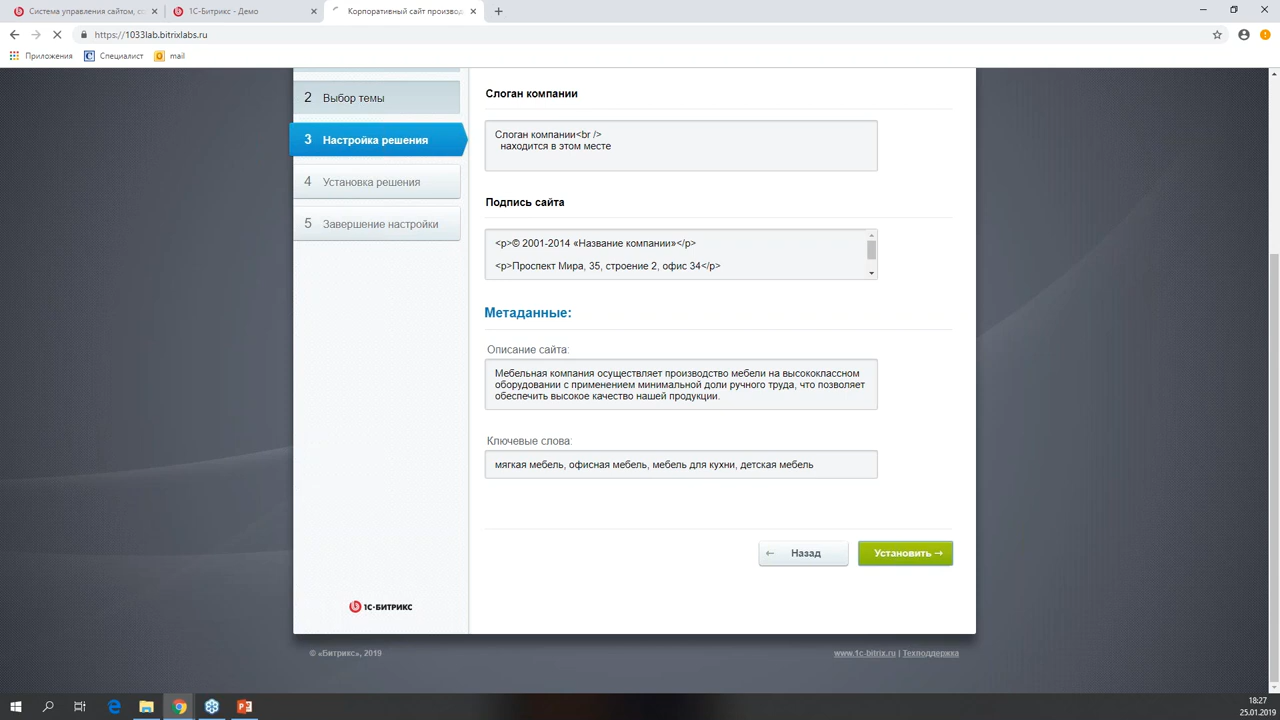 Система управления сайтом, со
1С-Битрикс - Демо
Корпоративный сайт производ
https://1033lab.bitrixlabs.ru
Приложения
Специалист
mail
2 Выбор темы
3 Настройка решения
4 Установка решения
5 Завершение настройки
Слоган компании
Слоган компании<br />
находится в этом месте
Подпись сайта
<p>© 2001-2014 «Название компании»</p>
<p>Проспект Мира, 35, строение 2, офис 34</p>
Метаданные:
Описание сайта:
Мебельная компания осуществляет производство мебели на высококлассном
оборудовании с применением минимальной доли ручного труда, что позволяет
обеспечить высокое качество нашей продукции.
Ключевые слова:
мягкая мебель, офисная мебель, мебель для кухни, детская мебель
← Назад
Установить →
1С-БИТРИКС
© «Битрикс», 2019
www.1c-bitrix.ru | Техподдержка
18:27
25.01.2019